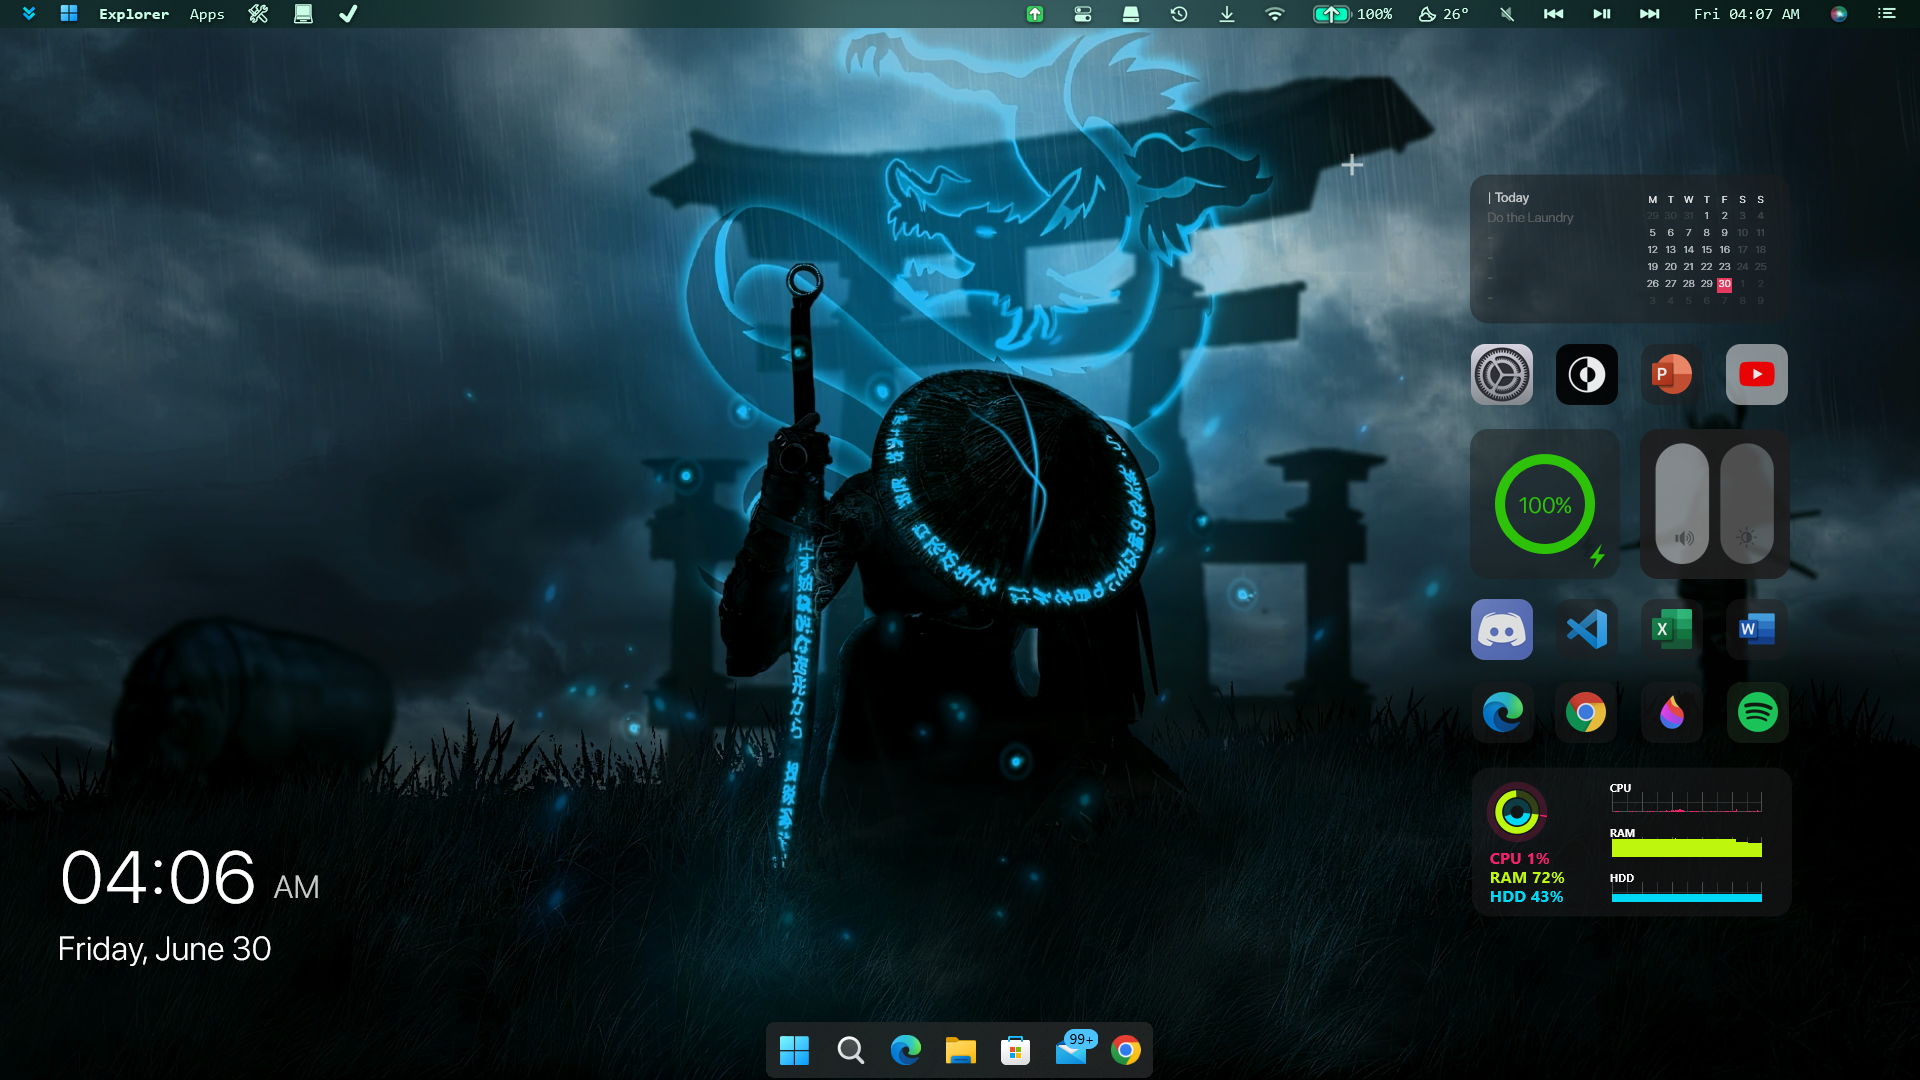 Explorer Apps 100% 26° Fri 04:07 AM
| Today
Do the Laundry
-
-
-
-
M T W T F S S
29 30 31 1 2 3 4
5 6 7 8 9 10 11
12 13 14 15 16 17 18
19 20 21 22 23 24 25
26 27 28 29 30 1 2
3 4 5 6 7 8 9
P
100%
X
W
CPU 1%
RAM 72%
HDD 43%
CPU
RAM
HDD
04:06 AM
Friday, June 30
99+